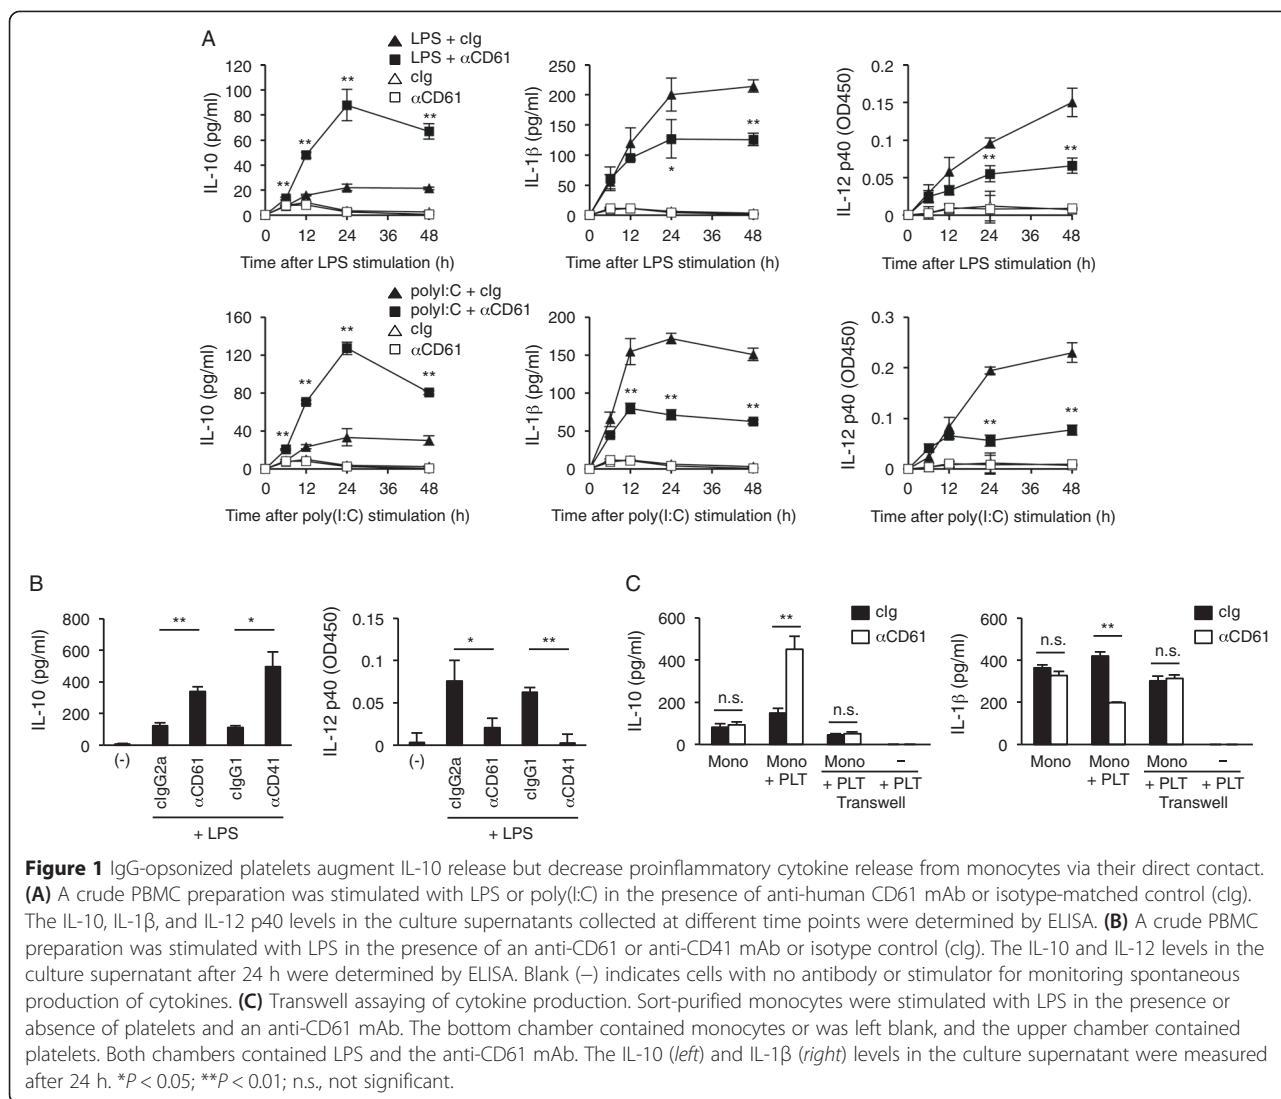 A
LPS + cIg
LPS + αCD61
cIg
αCD61
IL-10 (pg/ml)
120
100
80
60
40
20
0
** ** ** **
0 12 24 36 48
Time after LPS stimulation (h)
IL-1β (pg/ml)
250
200
150
100
50
0
* **
0 12 24 36 48
Time after LPS stimulation (h)
IL-12 p40 (OD450)
0.2
0.15
0.1
0.05
0
** **
0 12 24 36 48
Time after LPS stimulation (h)
polyI:C + cIg
polyI:C + αCD61
cIg
αCD61
IL-10 (pg/ml)
160
120
80
40
0
** ** ** **
0 12 24 36 48
Time after poly(I:C) stimulation (h)
IL-1β (pg/ml)
200
150
100
50
0
** ** **
0 12 24 36 48
Time after poly(I:C) stimulation (h)
IL-12 p40 (OD450)
0.3
0.2
0.1
0
** **
0 12 24 36 48
Time after poly(I:C) stimulation (h)
B
IL-10 (pg/ml)
800
600
400
200
0
** *
(-) cIgG2a αCD61 cIgG1 αCD41
+ LPS
IL-12 p40 (OD450)
0.15
0.1
0.05
0
* **
(-) cIgG2a αCD61 cIgG1 αCD41
+ LPS
C
cIg
αCD61
IL-10 (pg/ml)
600
400
200
0
n.s. ** n.s.
Mono Mono Mono –
+ PLT + PLT + PLT
Transwell
cIg
αCD61
IL-1β (pg/ml)
600
400
200
0
n.s. ** n.s.
Mono Mono Mono –
+ PLT + PLT + PLT
Transwell
Figure 1 IgG-opsonized platelets augment IL-10 release but decrease proinflammatory cytokine release from monocytes via their direct contact.
(A) A crude PBMC preparation was stimulated with LPS or poly(I:C) in the presence of anti-human CD61 mAb or isotype-matched control (cIg).
The IL-10, IL-1β, and IL-12 p40 levels in the culture supernatants collected at different time points were determined by ELISA. (B) A crude PBMC
preparation was stimulated with LPS in the presence of an anti-CD61 or anti-CD41 mAb or isotype control (cIg). The IL-10 and IL-12 levels in the
culture supernatant after 24 h were determined by ELISA. Blank (−) indicates cells with no antibody or stimulator for monitoring spontaneous
production of cytokines. (C) Transwell assaying of cytokine production. Sort-purified monocytes were stimulated with LPS in the presence or
absence of platelets and an anti-CD61 mAb. The bottom chamber contained monocytes or was left blank, and the upper chamber contained
platelets. Both chambers contained LPS and the anti-CD61 mAb. The IL-10 (left) and IL-1β (right) levels in the culture supernatant were measured
after 24 h. *P < 0.05; **P < 0.01; n.s., not significant.